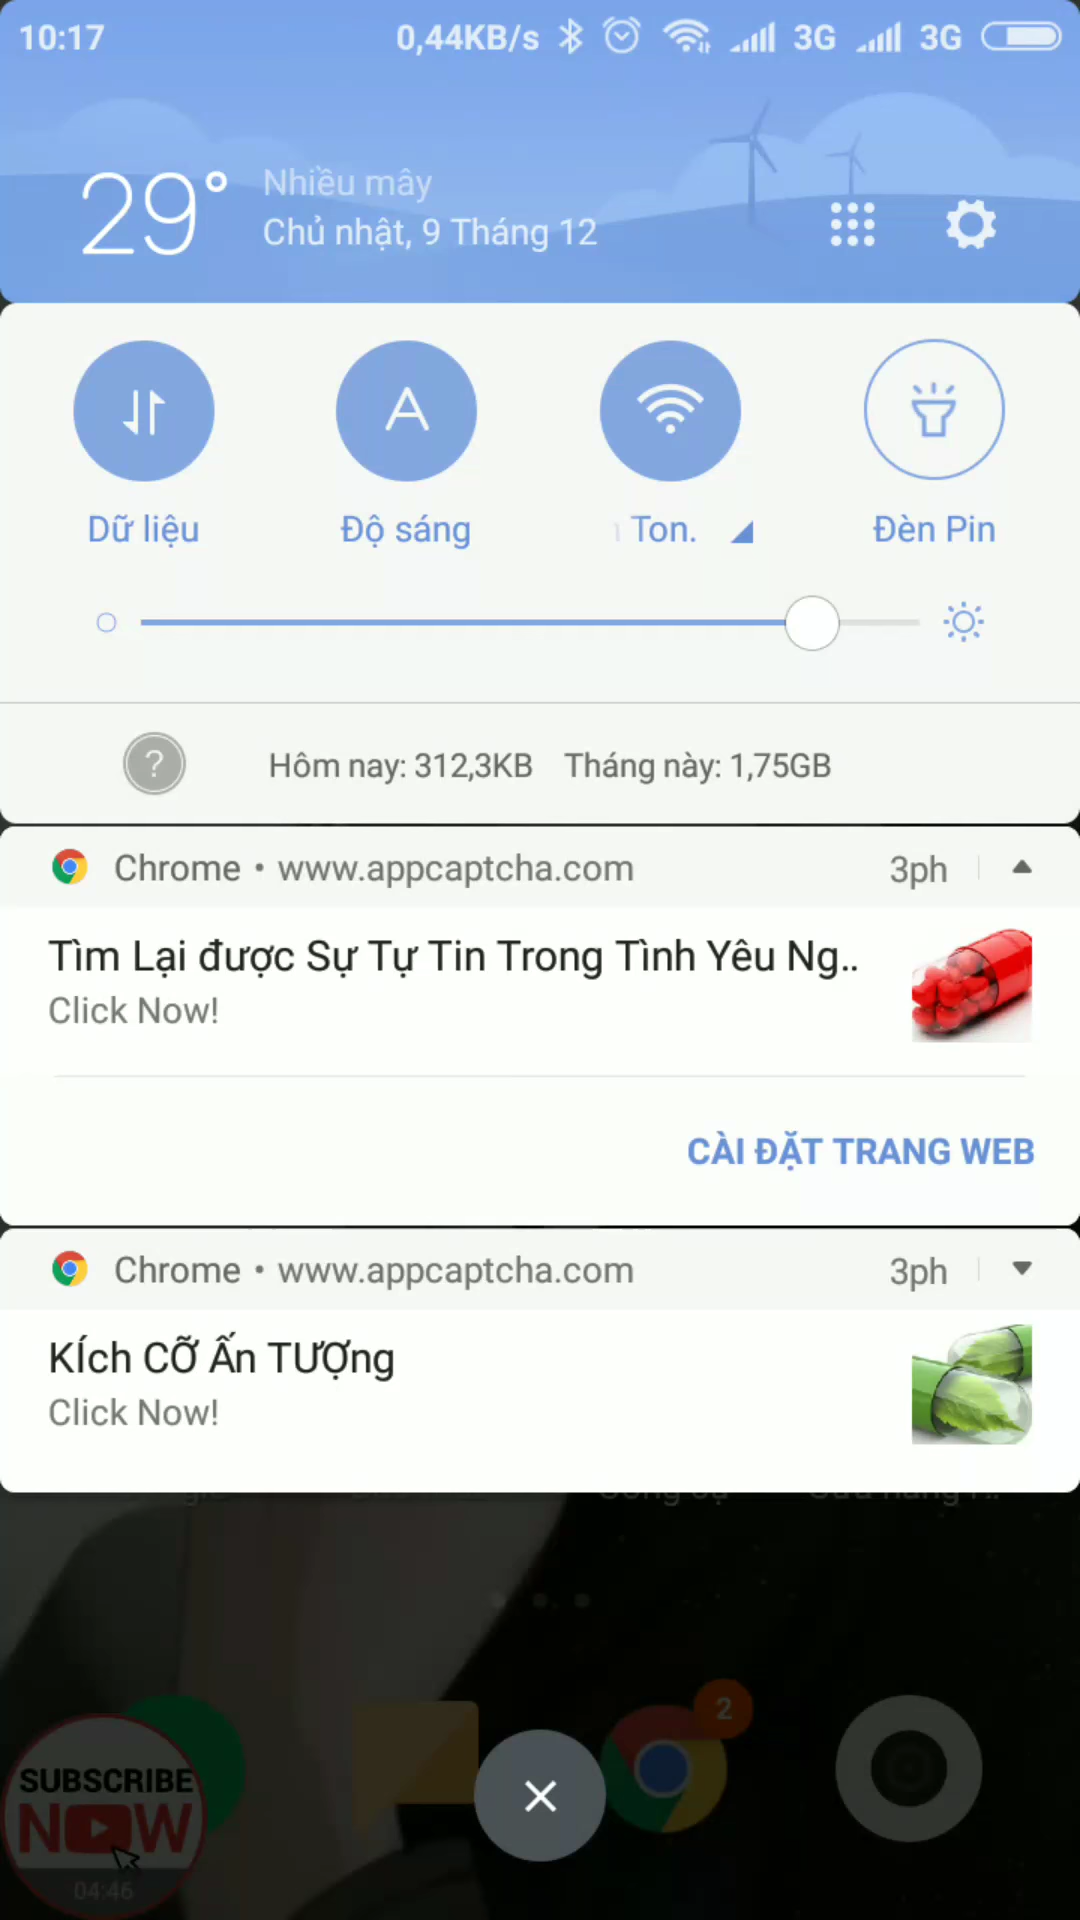 10:17
0,44KB/s
3G
3G
29°
Nhiều mây
Chủ nhật, 9 Tháng 12
Dữ liệu
Độ sáng
Ton.
Đèn Pin
Hôm nay: 312,3KB Tháng này: 1,75GB
Chrome • www.appcaptcha.com 3ph
Tìm Lại được Sự Tự Tin Trong Tình Yêu Ng..
Click Now!
CÀI ĐẶT TRANG WEB
Chrome • www.appcaptcha.com 3ph
KÍch CỠ Ấn TƯỢng
Click Now!
2
SUBSCRIBE
NOW
04:46